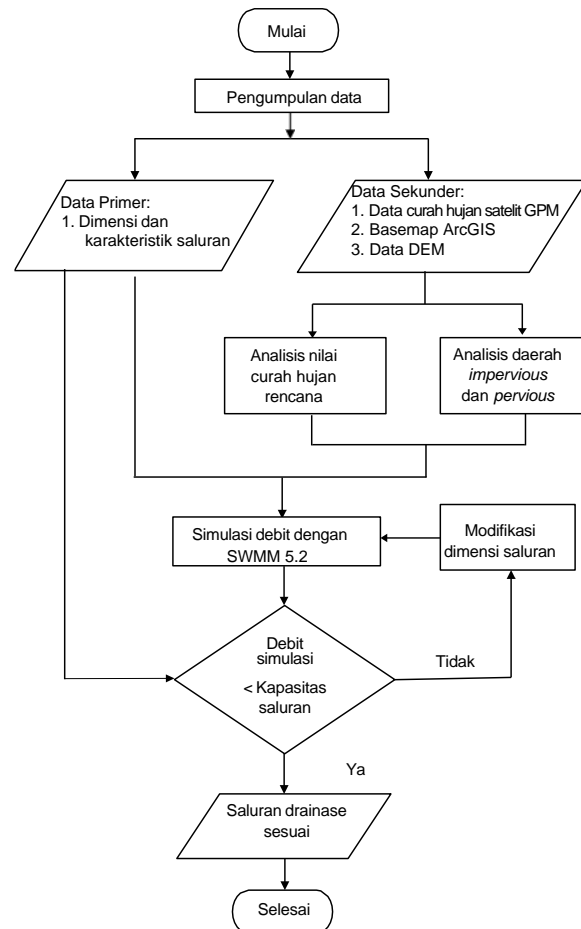 Mulai
Pengumpulan data
Data Primer:
1. Dimensi dan
karakteristik saluran
Data Sekunder:
1. Data curah hujan satelit GPM
2. Basemap ArcGIS
3. Data DEM
Analisis nilai
curah hujan
rencana
Analisis daerah
impervious
dan pervious
Simulasi debit dengan
SWMM 5.2
Modifikasi
dimensi saluran
Debit
simulasi
< Kapasitas
saluran
Tidak
Ya
Saluran drainase
sesuai
Selesai